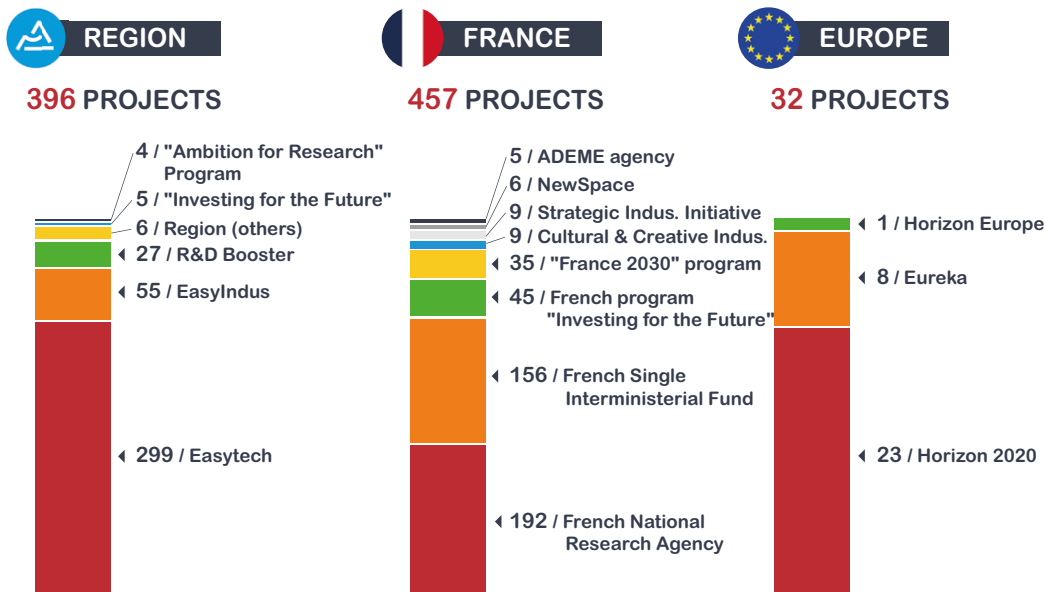 REGION
396 PROJECTS
4 / "Ambition for Research"
Program
5 / "Investing for the Future"
6 / Region (others)
27 / R&D Booster
55 / EasyIndus
299 / Easytech
FRANCE
457 PROJECTS
5 / ADEME agency
6 / NewSpace
9 / Strategic Indus. Initiative
9 / Cultural & Creative Indus.
35 / "France 2030" program
45 / French program
"Investing for the Future"
156 / French Single
Interministerial Fund
192 / French National
Research Agency
EUROPE
32 PROJECTS
1 / Horizon Europe
8 / Eureka
23 / Horizon 2020